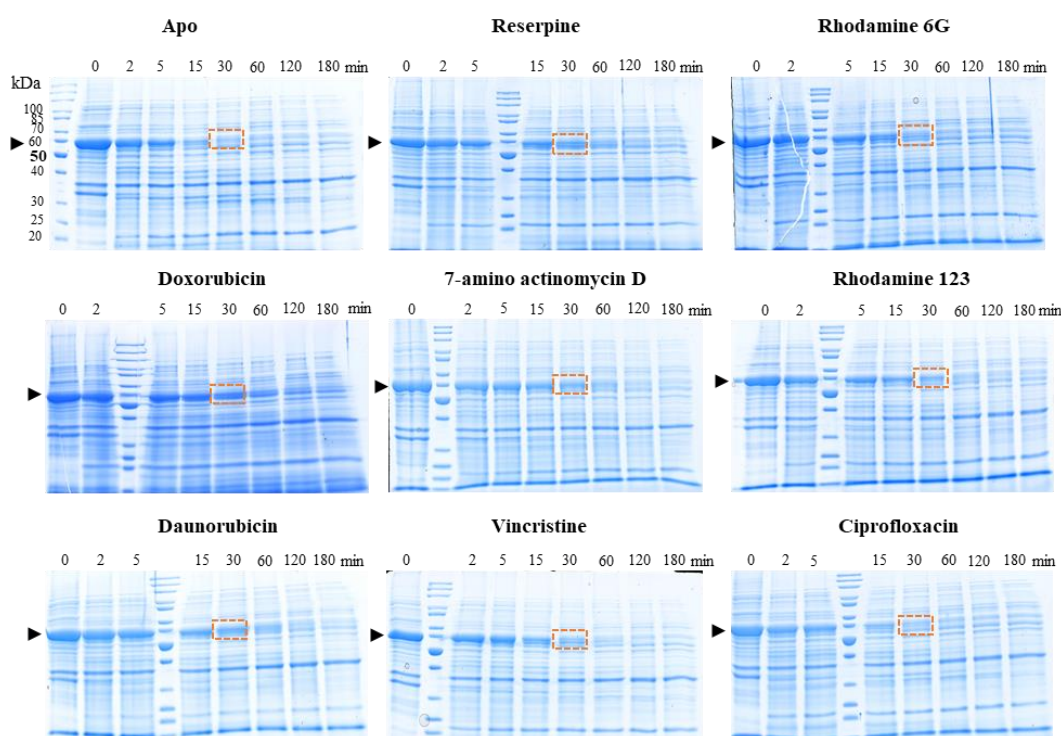 Apo Reserpine Rhodamine 6G
0 2 5 15 30 60 120 180 min 0 2 5 15 30 60 120 180 min 0 2 5 15 30 60 120 180 min
kDa
100
85
70
60
50
40
30
25
20
Doxorubicin 7-amino actinomycin D Rhodamine 123
0 2 5 15 30 60 120 180 min 0 2 5 15 30 60 120 180 min 0 2 5 15 30 60 120 180 min
Daunorubicin Vincristine Ciprofloxacin
0 2 5 15 30 60 120 180 min 0 2 5 15 30 60 120 180 min 0 2 5 15 30 60 120 180 min